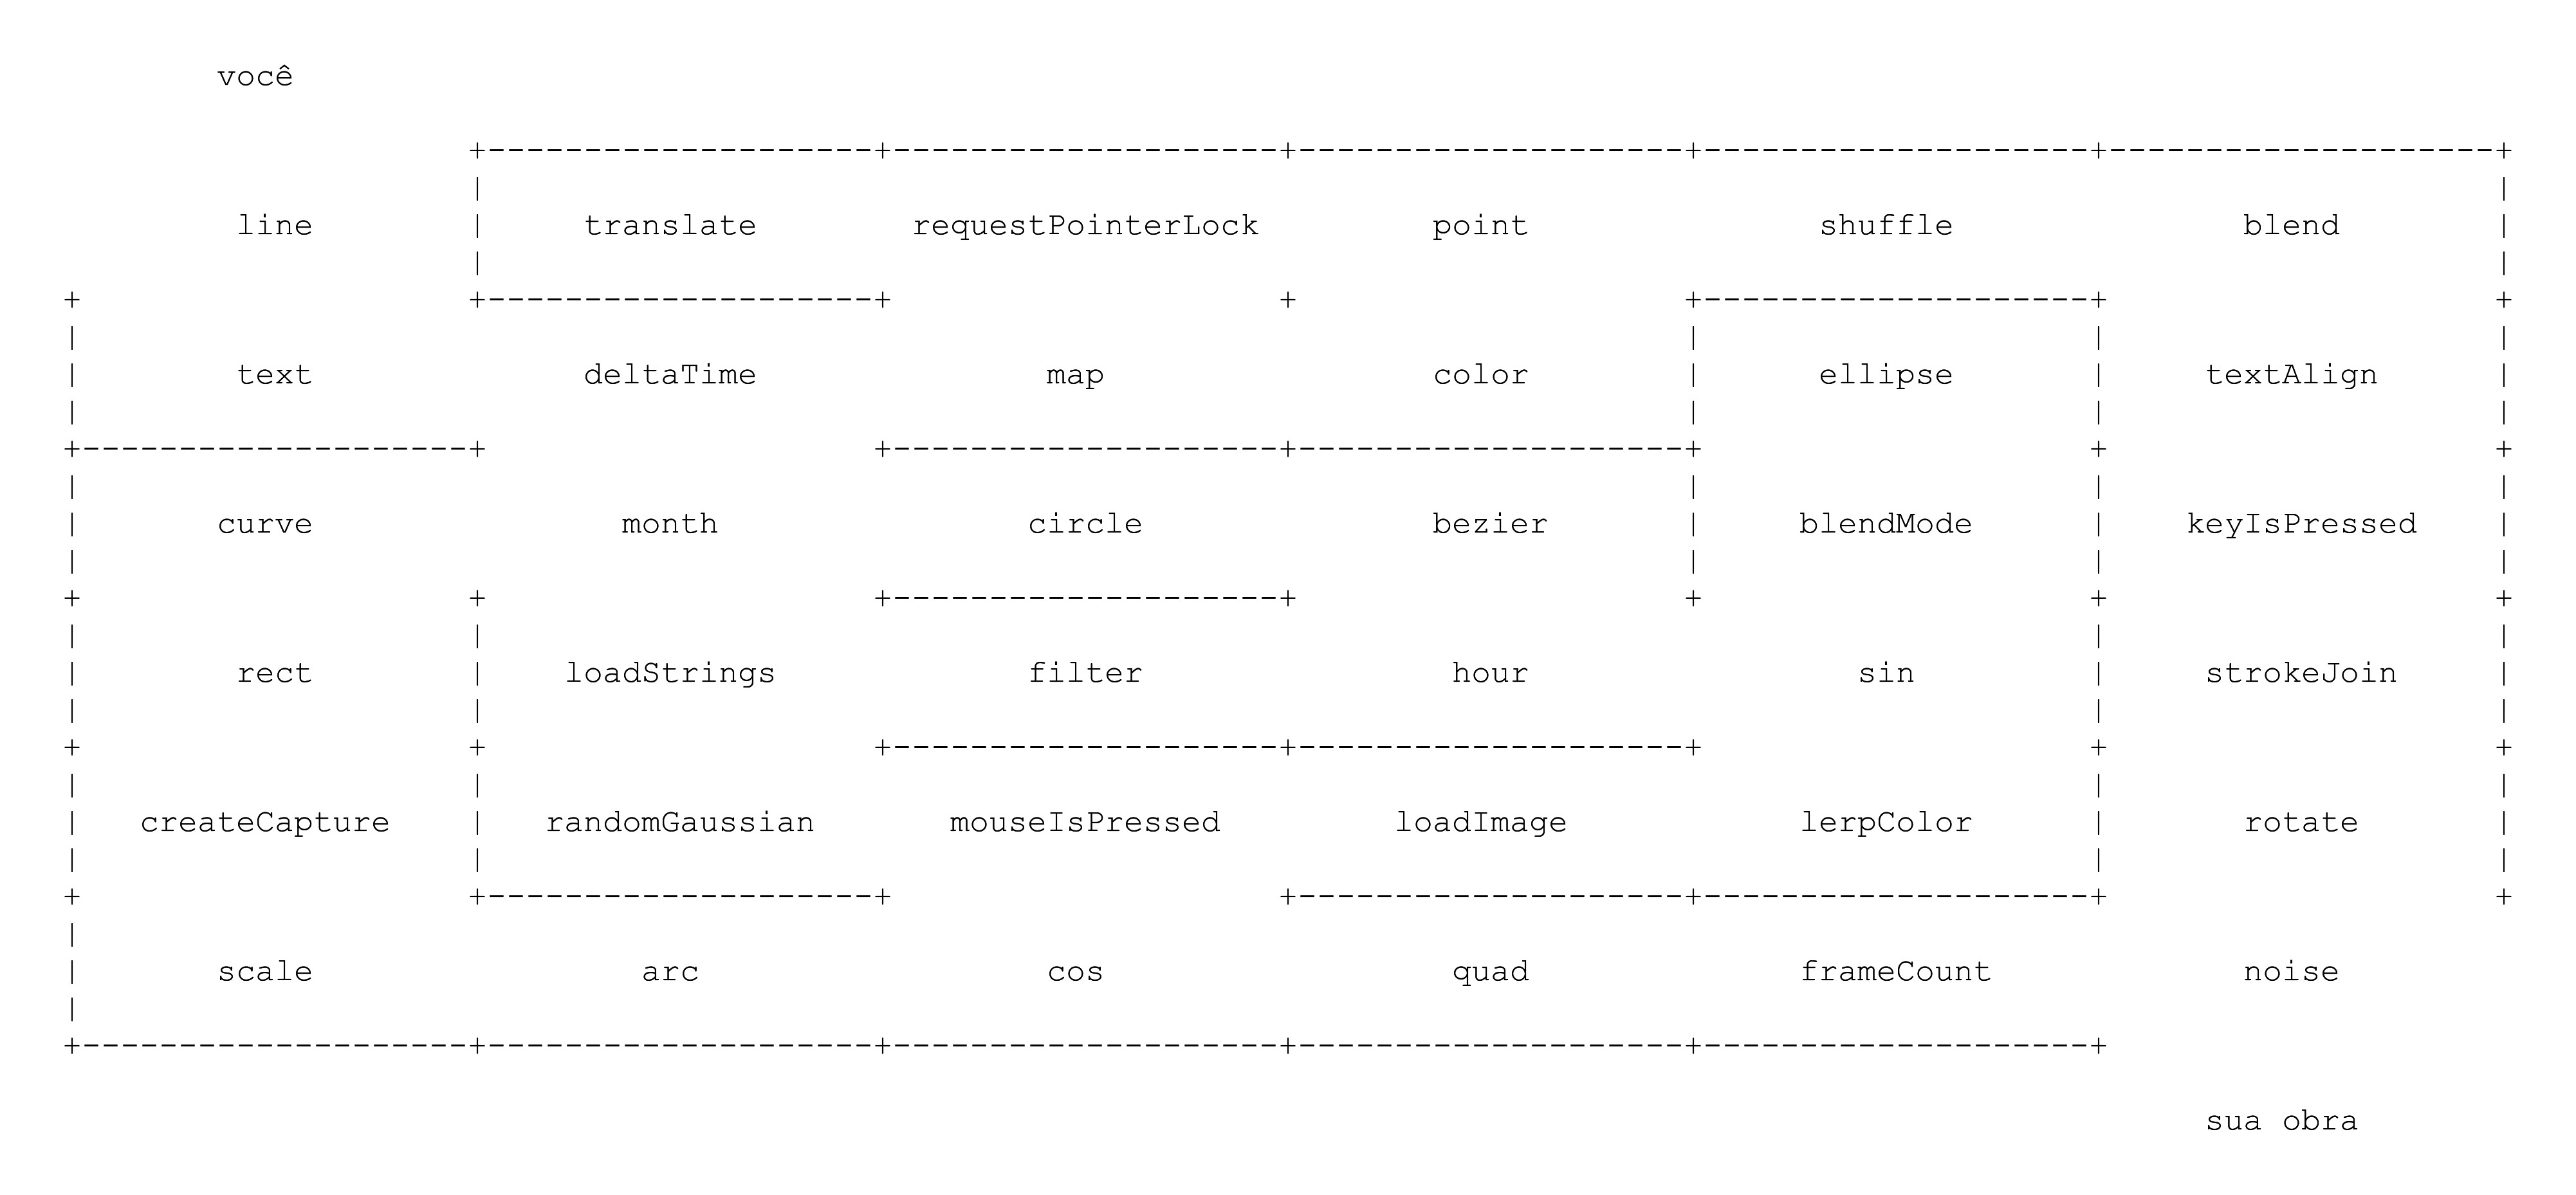 você
line translate requestPointerLock point shuffle blend
text deltaTime map color ellipse textAlign
curve month circle bezier blendMode keyIsPressed
rect loadStrings filter hour sin strokeJoin
createCapture randomGaussian mouseIsPressed loadImage lerpColor rotate
scale arc cos quad frameCount noise
sua obra